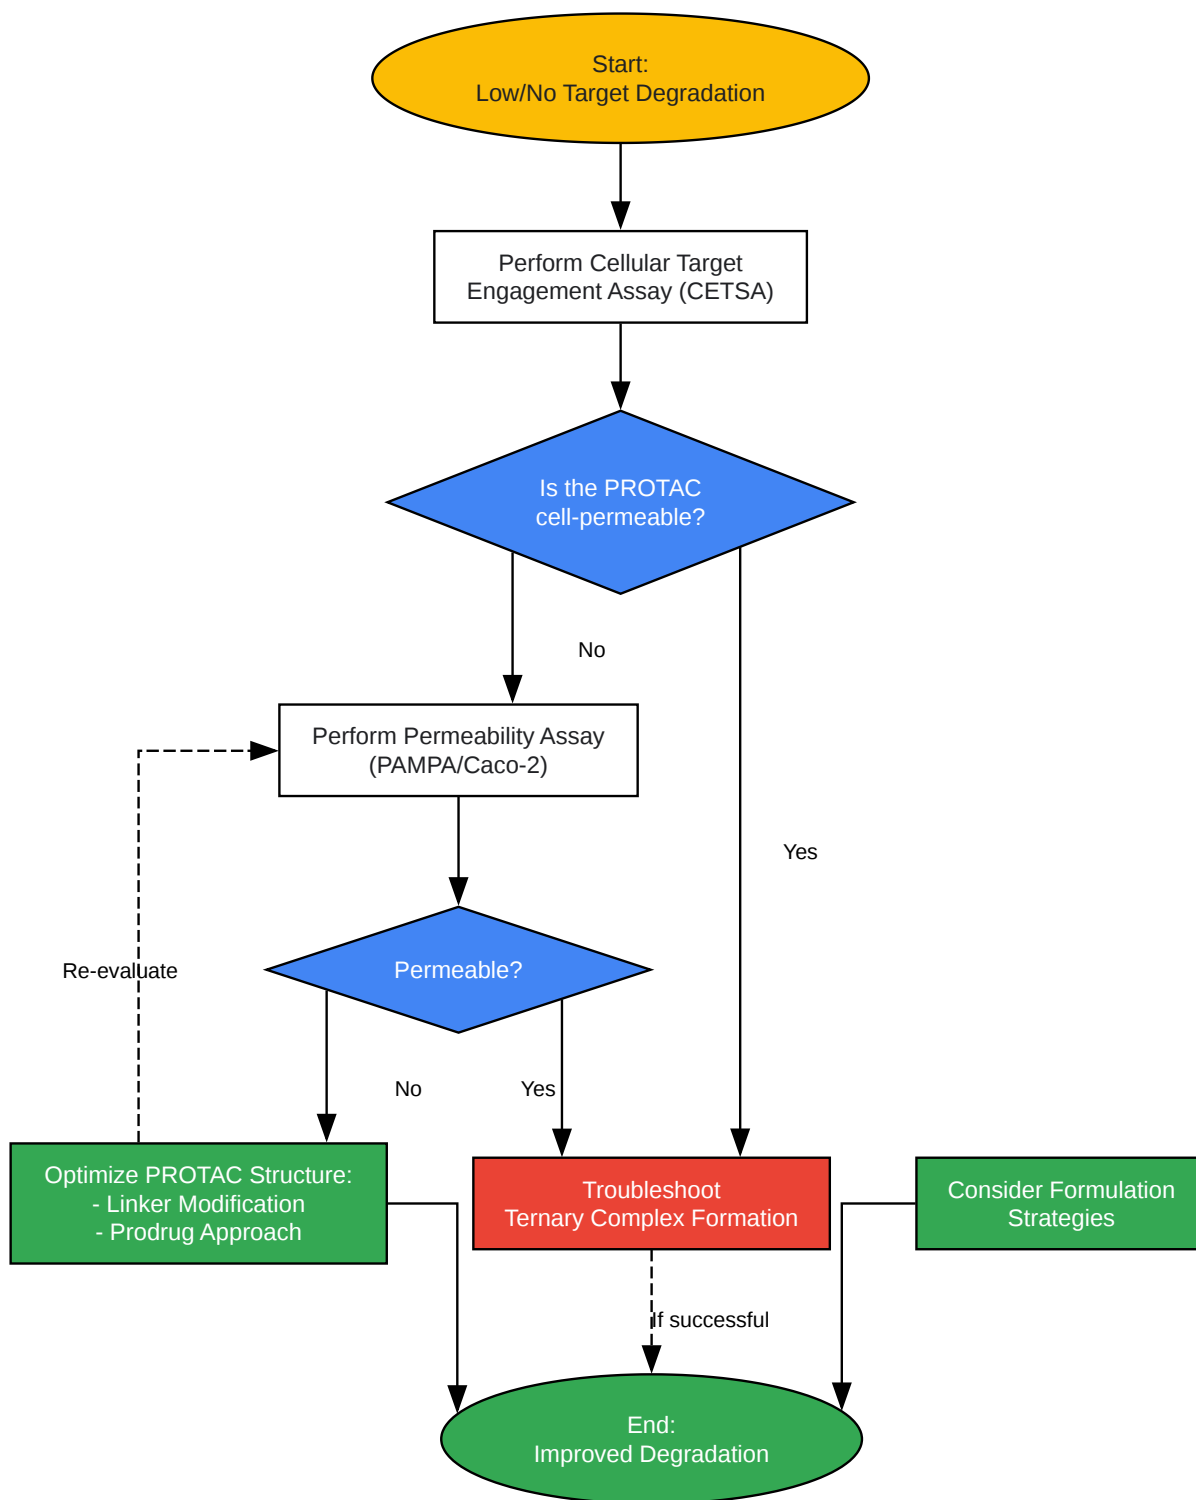 Start:
Low/No Target Degradation
Perform Cellular Target
Engagement Assay (CETSA)
Is the PROTAC
cell-permeable?
No
Perform Permeability Assay
(PAMPA/Caco-2)
Yes
Re-evaluate
Permeable?
No
Yes
Optimize PROTAC Structure:
- Linker Modification
- Prodrug Approach
Troubleshoot
Ternary Complex Formation
Consider Formulation
Strategies
If successful
End:
Improved Degradation